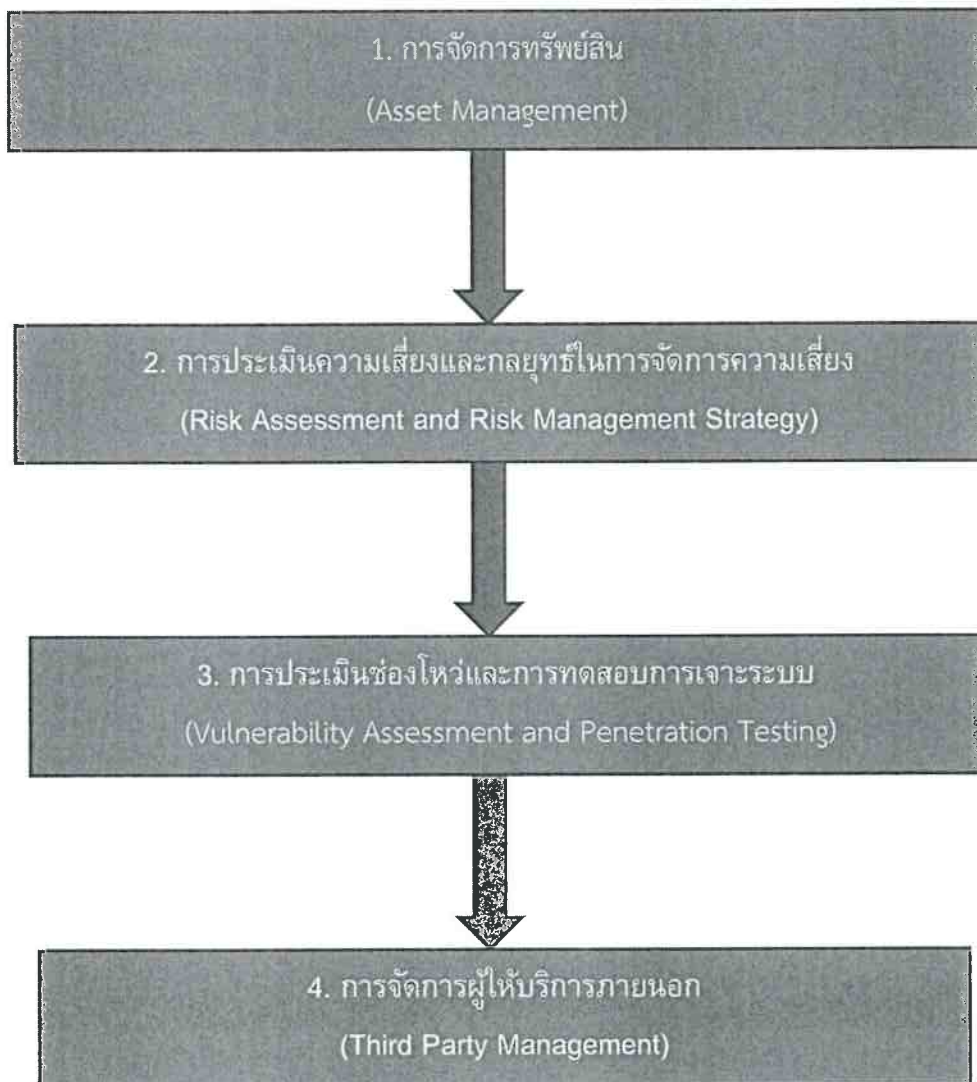 1. การจัดการทรัพย์สิน
(Asset Management)
2. การประเมินความเสี่ยงและกลยุทธ์ในการจัดการความเสี่ยง
(Risk Assessment and Risk Management Strategy)
3. การประเมินช่องโหว่และการทดสอบการเจาะระบบ
(Vulnerability Assessment and Penetration Testing)
4. การจัดการผู้ให้บริการภายนอก
(Third Party Management)